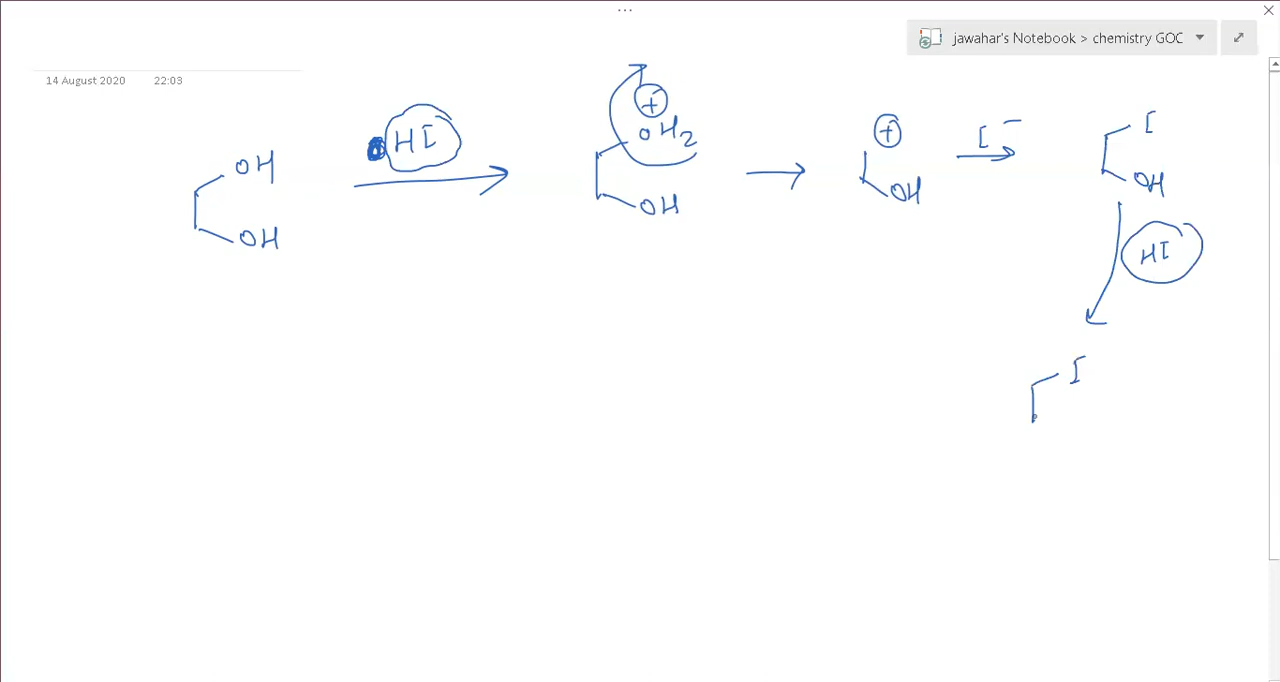 ...
jawahar's Notebook > chemistry GOC
14 August 2020 22:03
OH
OH
HI
+
OH2
OH
+
OH
I⁻
I
OH
HI
I